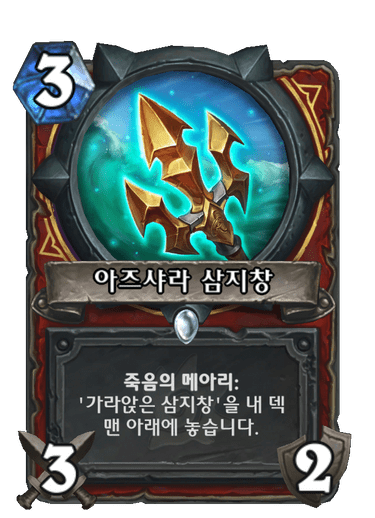 3
아즈샤라 삼지창
죽음의 메아리:
'가라앉은 삼지창'을 내 덱
맨 아래에 놓습니다.
3
2